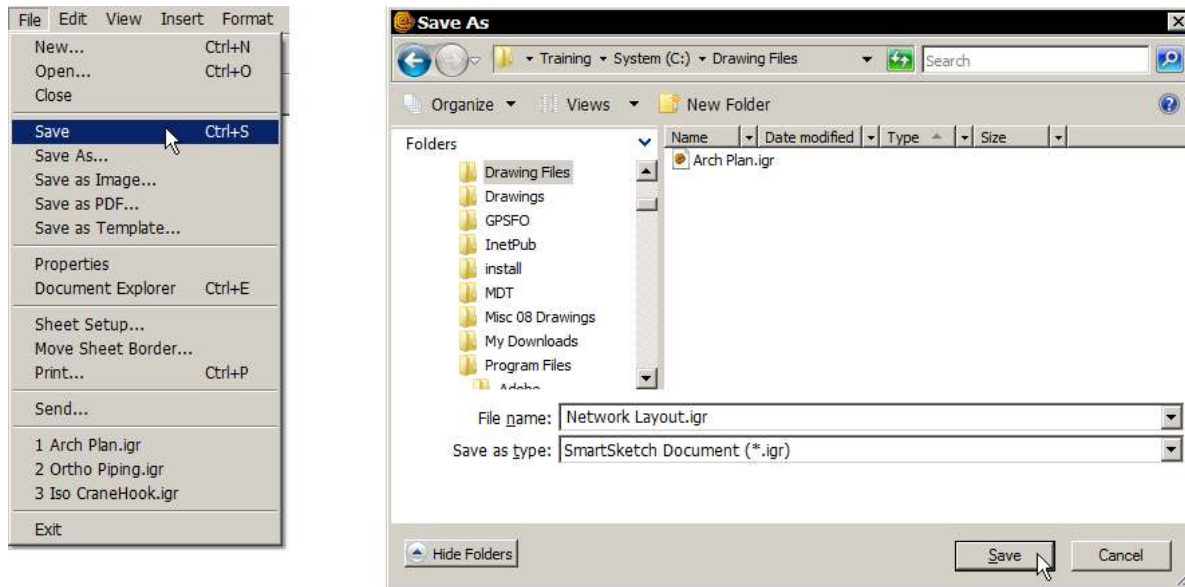 File Edit View Insert Format
New... Ctrl+N
Open... Ctrl+O
Close
Save Ctrl+S
Save As...
Save as Image...
Save as PDF...
Save as Template...
Properties
Document Explorer Ctrl+E
Sheet Setup...
Move Sheet Border...
Print... Ctrl+P
Send...
1 Arch Plan.igr
2 Ortho Piping.igr
3 Iso CraneHook.igr
Exit
Save As
Training System (C:) Drawing Files Search
Organize Views New Folder
Folders
Name Date modified Type Size
Arch Plan.igr
Drawing Files
Drawings
GPSFO
InetPub
install
MDT
Misc 08 Drawings
My Downloads
Program Files
Adobe
File name: Network Layout.igr
Save as type: SmartSketch Document (*.igr)
Hide Folders Save Cancel